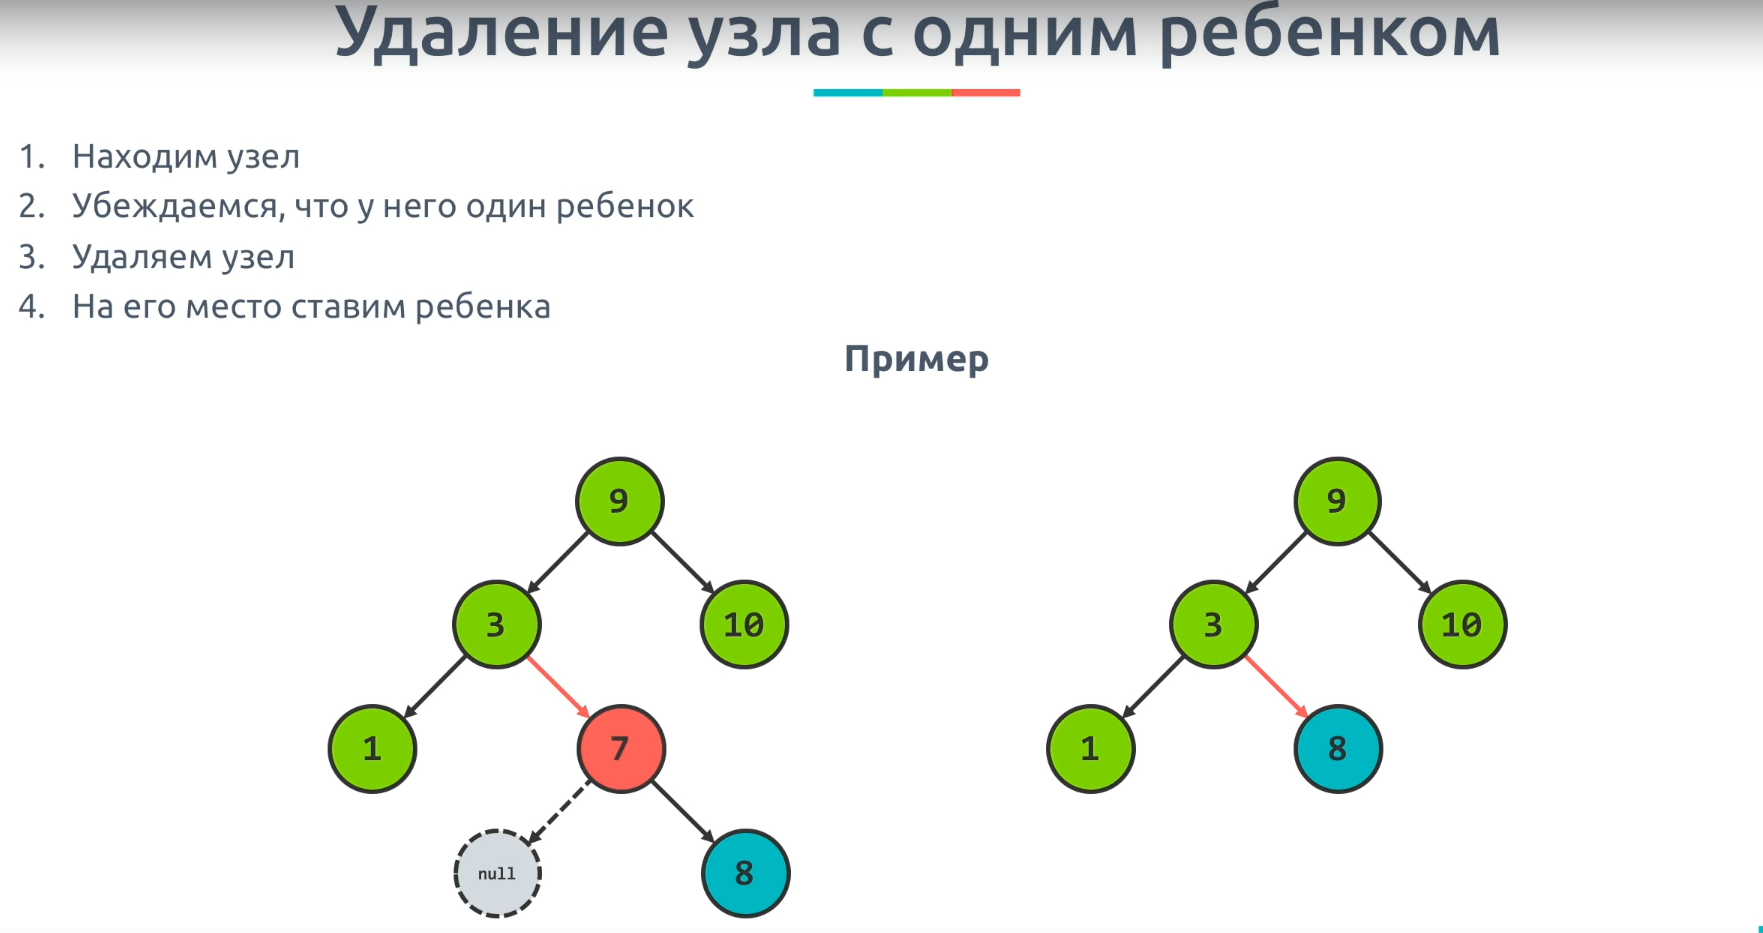 Удаление узла с одним ребенком
1. Находим узел
2. Убеждаемся, что у него один ребенок
3. Удаляем узел
4. На его место ставим ребенка
Пример
9
3
10
1
7
null
8
9
3
10
1
8